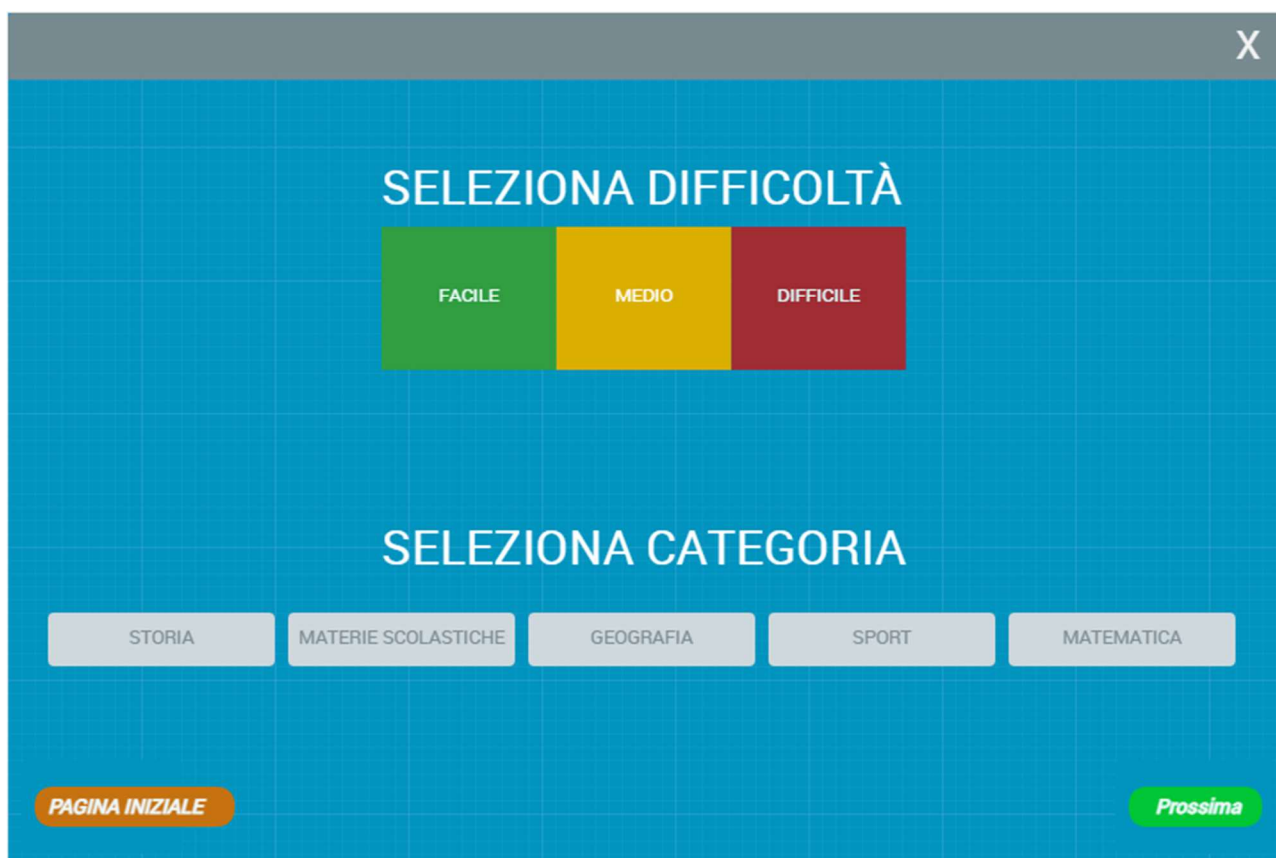 X
SELEZIONA DIFFICOLTÀ
FACILE MEDIO DIFFICILE
SELEZIONA CATEGORIA
STORIA MATERIE SCOLASTICHE GEOGRAFIA SPORT MATEMATICA
PAGINA INIZIALE Prossima